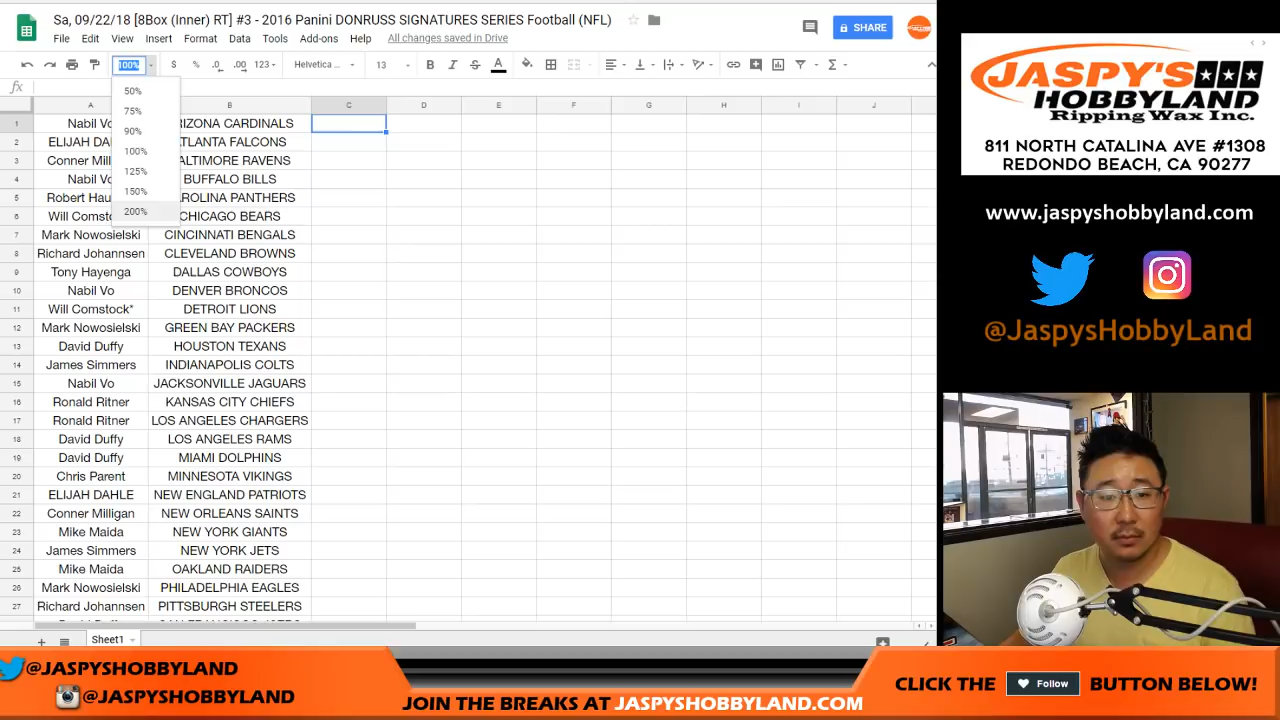 Sa, 09/22/18 [8Box (Inner) RT] #3 - 2016 Panini DONRUSS SIGNATURES SERIES Football (NFL)
File Edit View Insert Format Data Tools Add-ons Help All changes saved in Drive
SHARE
100% $ % .0 .00 123 Helvetica ... 13 B I S A
fx
50%
75%
90%
100%
125%
150%
200%
A B C D E F G H I J
1 Nabil Vo RIZONA CARDINALS
2 ELIJAH DA TLANTA FALCONS
3 Conner Mill ALTIMORE RAVENS
4 Nabil Vo BUFFALO BILLS
5 Robert Hau AROLINA PANTHERS
6 Will Comsto CHICAGO BEARS
7 Mark Nowosielski CINCINNATI BENGALS
8 Richard Johannsen CLEVELAND BROWNS
9 Tony Hayenga DALLAS COWBOYS
10 Nabil Vo DENVER BRONCOS
11 Will Comstock* DETROIT LIONS
12 Mark Nowosielski GREEN BAY PACKERS
13 David Duffy HOUSTON TEXANS
14 James Simmers INDIANAPOLIS COLTS
15 Nabil Vo JACKSONVILLE JAGUARS
16 Ronald Ritner KANSAS CITY CHIEFS
17 Ronald Ritner LOS ANGELES CHARGERS
18 David Duffy LOS ANGELES RAMS
19 David Duffy MIAMI DOLPHINS
20 Chris Parent MINNESOTA VIKINGS
21 ELIJAH DAHLE NEW ENGLAND PATRIOTS
22 Conner Milligan NEW ORLEANS SAINTS
23 Mike Maida NEW YORK GIANTS
24 James Simmers NEW YORK JETS
25 Mike Maida OAKLAND RAIDERS
26 Mark Nowosielski PHILADELPHIA EAGLES
27 Richard Johannsen PITTSBURGH STEELERS
Sheet1
JASPY'S
HOBBYLAND
Ripping Wax Inc.
811 NORTH CATALINA AVE #1308
REDONDO BEACH, CA 90277
www.jaspyshobbyland.com
@JaspysHobbyLand
@JASPYSHOBBYLAND
@JASPYSHOBBYLAND
JOIN THE BREAKS AT JASPYSHOBBYLAND.COM
CLICK THE Follow BUTTON BELOW!